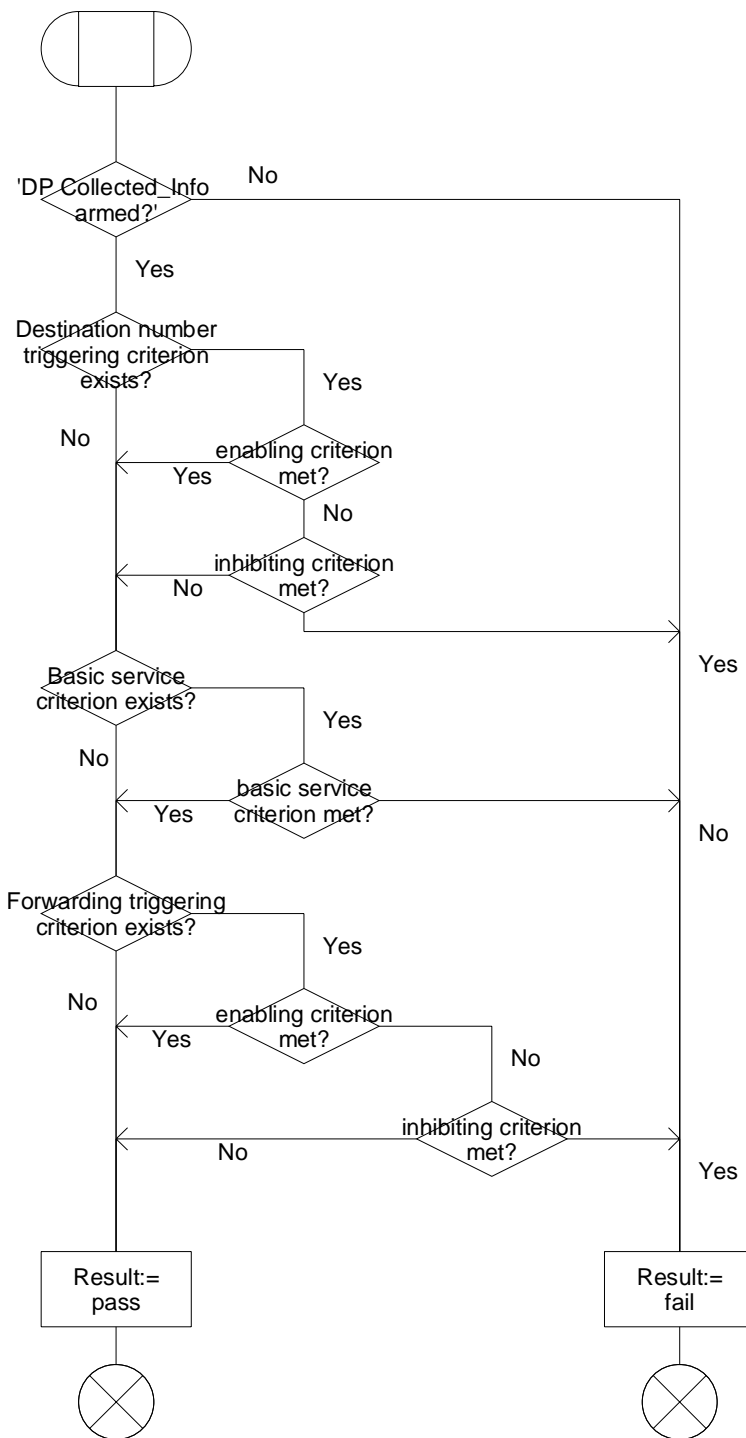 No
'DP Collected_Info
armed?'
Yes
Destination number
triggering criterion
exists?
Yes
No
enabling criterion
met?
Yes
No
inhibiting criterion
met?
No
Yes
Basic service
criterion exists?
Yes
No
basic service
criterion met?
Yes
No
Forwarding triggering
criterion exists?
Yes
No
enabling criterion
met?
Yes
No
inhibiting criterion
met?
No
Yes
Result:=
pass
Result:=
fail